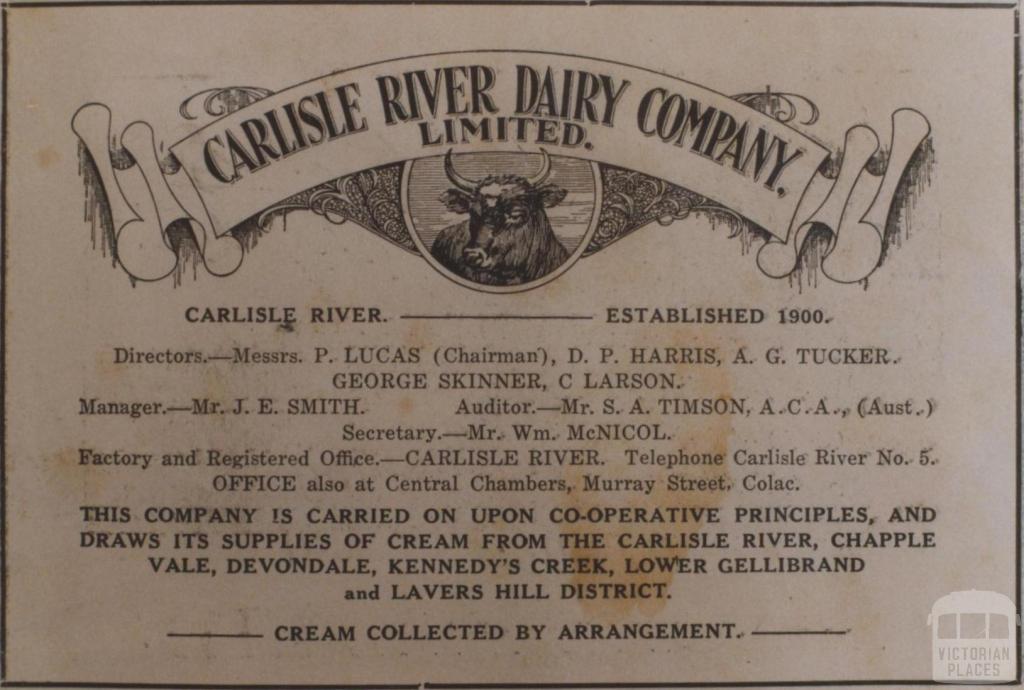 CARLISLE RIVER DAIRY COMPANY.
LIMITED.
CARLISLE RIVER. ESTABLISHED 1900.
Directors.—Messrs. P. LUCAS (Chairman), D. P. HARRIS, A. G. TUCKER.
GEORGE SKINNER, C LARSON.
Manager.—Mr. J. E. SMITH. Auditor.—Mr. S. A. TIMSON, A.C.A., (Aust.)
Secretary.—Mr. Wm. McNICOL.
Factory and Registered Office.—CARLISLE RIVER. Telephone Carlisle River No. 5.
OFFICE also at Central Chambers, Murray Street, Colac.
THIS COMPANY IS CARRIED ON UPON CO-OPERATIVE PRINCIPLES, AND
DRAWS ITS SUPPLIES OF CREAM FROM THE CARLISLE RIVER, CHAPPLE
VALE, DEVONDALE, KENNEDY'S CREEK, LOWER GELLIBRAND
and LAVERS HILL DISTRICT.
CREAM COLLECTED BY ARRANGEMENT.
VICTORIAN
PLACES